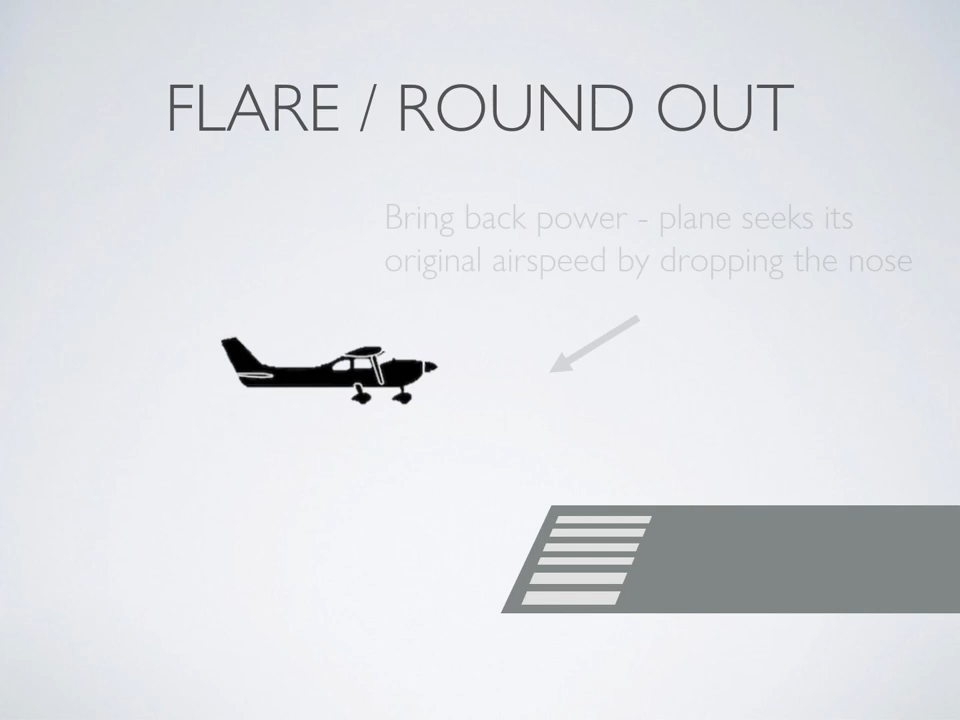 FLARE / ROUND OUT
Bring back power - plane seeks its
original airspeed by dropping the nose